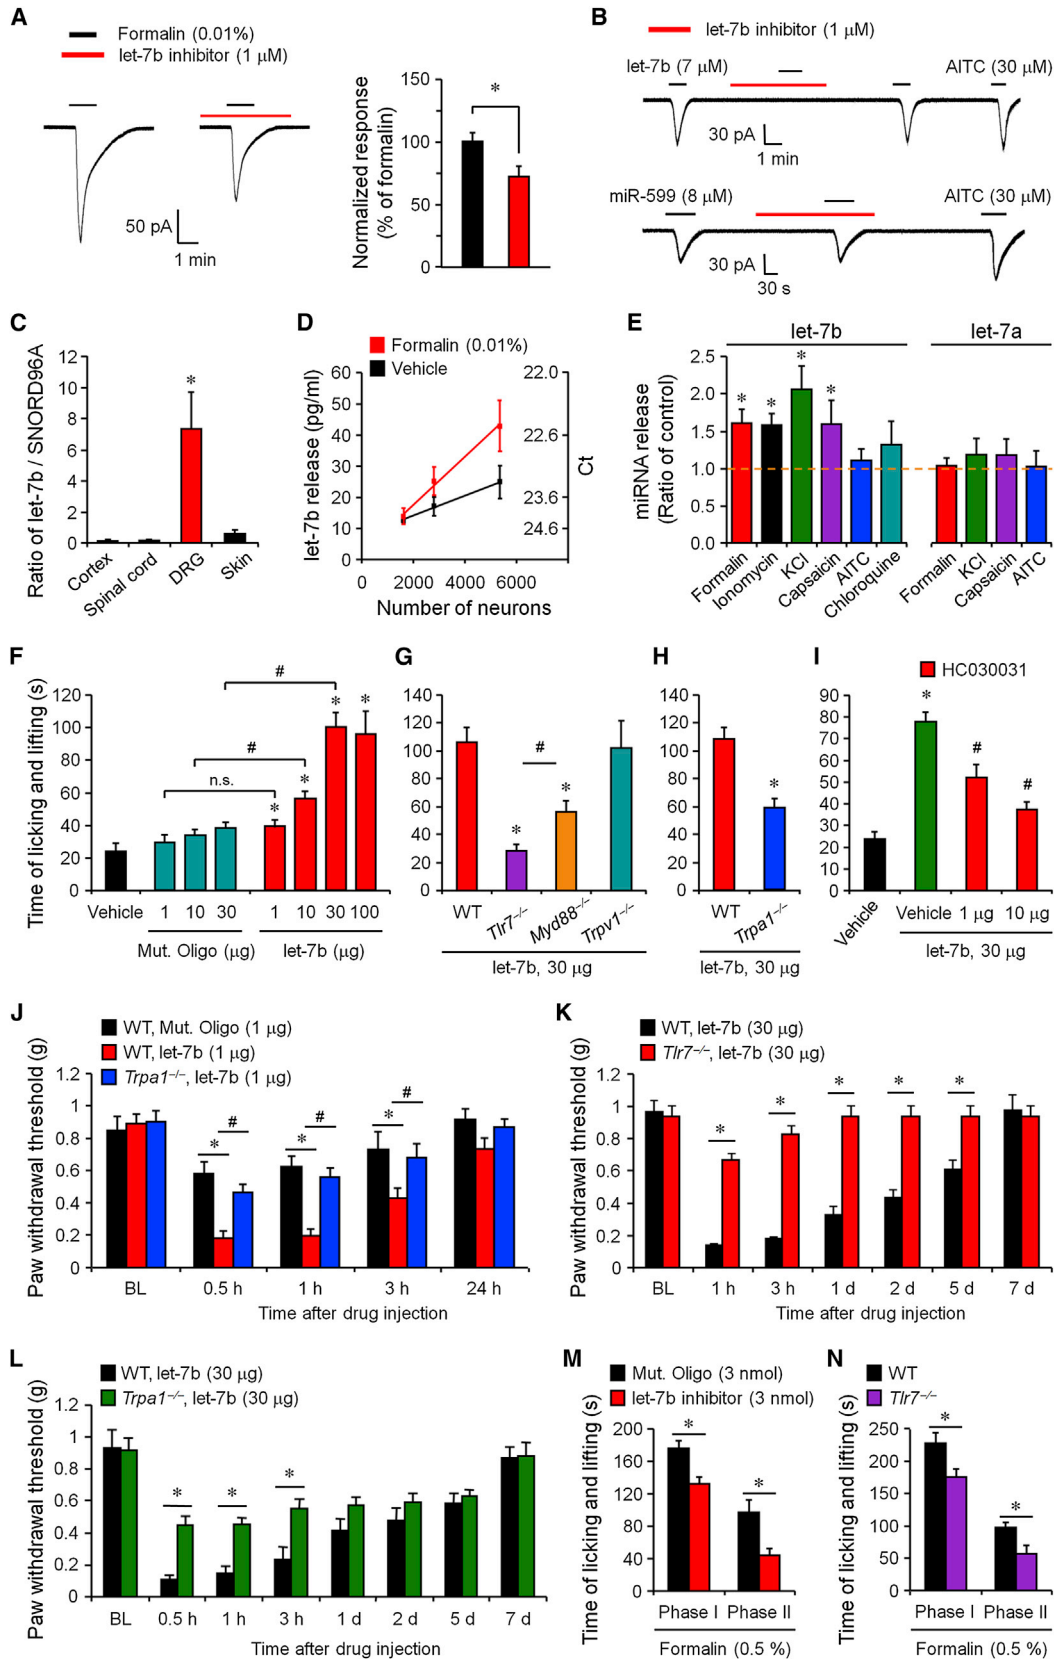 A
Formalin (0.01%)
let-7b inhibitor (1 μM)
50 pA
1 min
Normalized response
(% of formalin)
150
100
50
0
*
B
let-7b inhibitor (1 μM)
let-7b (7 μM)
AITC (30 μM)
30 pA
1 min
miR-599 (8 μM)
AITC (30 μM)
30 pA
30 s
C
Ratio of let-7b / SNORD96A
12
10
8
6
4
2
0
*
Cortex
Spinal cord
DRG
Skin
D
Formalin (0.01%)
Vehicle
let-7b release (pg/ml)
60
50
40
30
20
10
0
22.0
22.6
23.6
24.6
Ct
0
2000
4000
6000
Number of neurons
E
let-7b
let-7a
miRNA release
(Ratio of control)
2.5
2.0
1.5
1.0
0.5
0.0
* * * *
Formalin
Ionomycin
KCl
Capsaicin
AITC
Chloroquine
Formalin
KCl
Capsaicin
AITC
F
Time of licking and lifting (s)
120
100
80
60
40
20
0
n.s.
#
#
* * * *
Vehicle
1 10 30
1 10 30 100
Mut. Oligo (μg)
let-7b (μg)
G
140
120
100
80
60
40
20
0
#
* *
WT
Tlr7–/–
Myd88–/–
Trpv1–/–
let-7b, 30 μg
H
140
120
100
80
60
40
20
0
*
WT
Trpa1–/–
let-7b, 30 μg
I
HC030031
90
80
70
60
50
40
30
20
10
0
*
#
#
Vehicle
Vehicle 1 μg 10 μg
let-7b, 30 μg
J
WT, Mut. Oligo (1 μg)
WT, let-7b (1 μg)
Trpa1–/–, let-7b (1 μg)
Paw withdrawal threshold (g)
1.2
1
0.8
0.6
0.4
0.2
0
* #
* #
* #
BL 0.5 h 1 h 3 h 24 h
Time after drug injection
K
WT, let-7b (30 μg)
Tlr7–/–, let-7b (30 μg)
Paw withdrawal threshold (g)
1.2
1
0.8
0.6
0.4
0.2
0
* * * * *
BL 1 h 3 h 1 d 2 d 5 d 7 d
Time after drug injection
L
WT, let-7b (30 μg)
Trpa1–/–, let-7b (30 μg)
Paw withdrawal threshold (g)
1.2
1
0.8
0.6
0.4
0.2
0
* * *
BL 0.5 h 1 h 3 h 1 d 2 d 5 d 7 d
Time after drug injection
M
Mut. Oligo (3 nmol)
let-7b inhibitor (3 nmol)
Time of licking and lifting (s)
200
160
120
80
40
0
* *
Phase I Phase II
Formalin (0.5 %)
N
WT
Tlr7–/–
Time of licking and lifting (s)
250
200
150
100
50
0
* *
Phase I Phase II
Formalin (0.5 %)